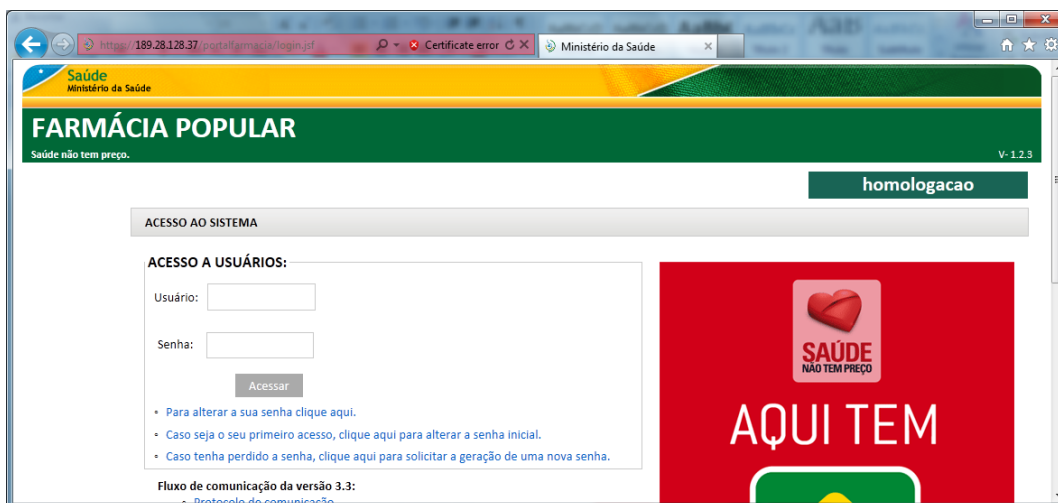 https://189.28.128.37/portalfarmacia/login.jsf
Certificate error
Ministério da Saúde
Saúde
Ministério da Saúde
FARMÁCIA POPULAR
Saúde não tem preço.
V- 1.2.3
homologacao
ACESSO AO SISTEMA
ACESSO A USUÁRIOS:
Usuário:
Senha:
Acessar
Para alterar a sua senha clique aqui.
Caso seja o seu primeiro acesso, clique aqui para alterar a senha inicial.
Caso tenha perdido a senha, clique aqui para solicitar a geração de uma nova senha.
Fluxo de comunicação da versão 3.3:
Protocolo de comunicação
SAÚDE
NÃO TEM PREÇO
AQUI TEM